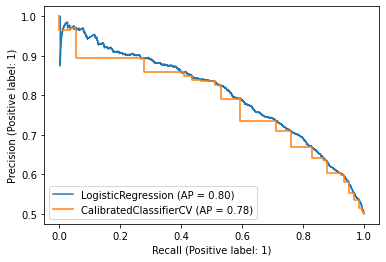 1.0
0.9
0.8
0.7
0.6
0.5
Precision (Positive label: 1)
LogisticRegression (AP = 0.80)
CalibratedClassifierCV (AP = 0.78)
0.0 0.2 0.4 0.6 0.8 1.0
Recall (Positive label: 1)